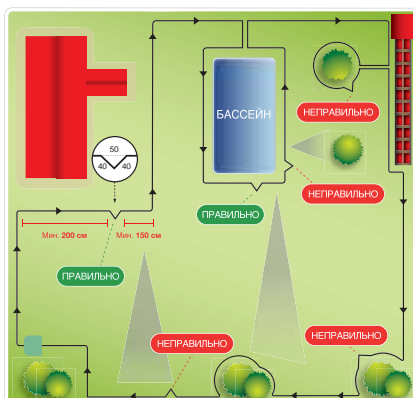 БАССЕЙН
НЕПРАВИЛЬНО
50
40 40
НЕПРАВИЛЬНО
ПРАВИЛЬНО
Мин. 200 см
Мин. 150 см
ПРАВИЛЬНО
НЕПРАВИЛЬНО
НЕПРАВИЛЬНО